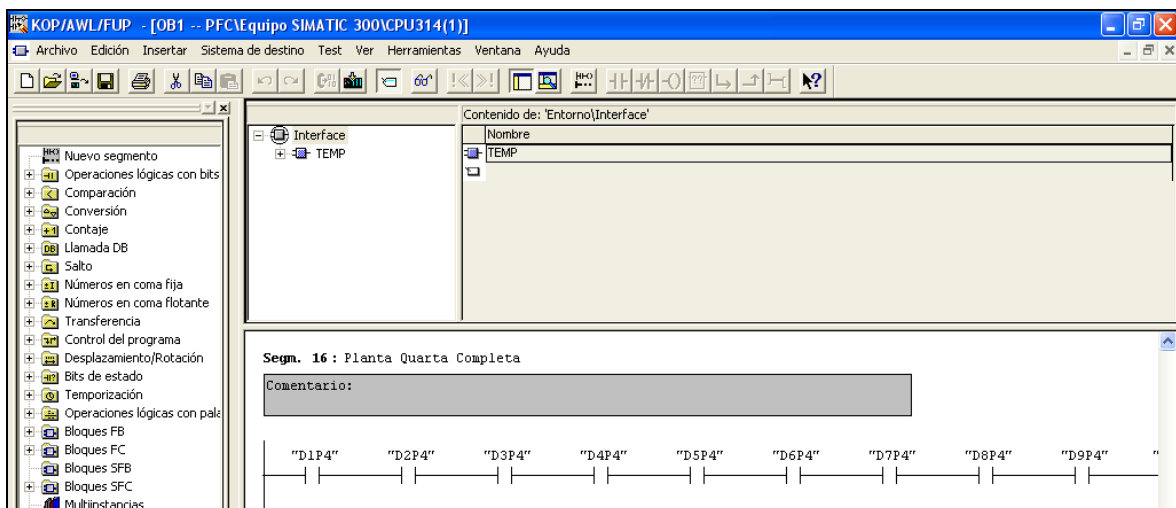 KOP/AWL/FUP - [OB1 -- PFC\Equipo SIMATIC 300\CPU314(1)]
Archivo Edición Insertar Sistema de destino Test Ver Herramientas Ventana Ayuda
Contenido de: 'Entorno\Interface'
Interface
TEMP
Nombre
TEMP
Nuevo segmento
Operaciones lógicas con bits
Comparación
Conversión
Contaje
Llamada DB
Salto
Números en coma fija
Números en coma flotante
Transferencia
Control del programa
Desplazamiento/Rotación
Bits de estado
Temporización
Operaciones lógicas con pala
Bloques FB
Bloques FC
Bloques SFB
Bloques SFC
Multiinstancias
Segm. 16 : Planta Quarta Completa
Comentario:
"D1P4" "D2P4" "D3P4" "D4P4" "D5P4" "D6P4" "D7P4" "D8P4" "D9P4" "